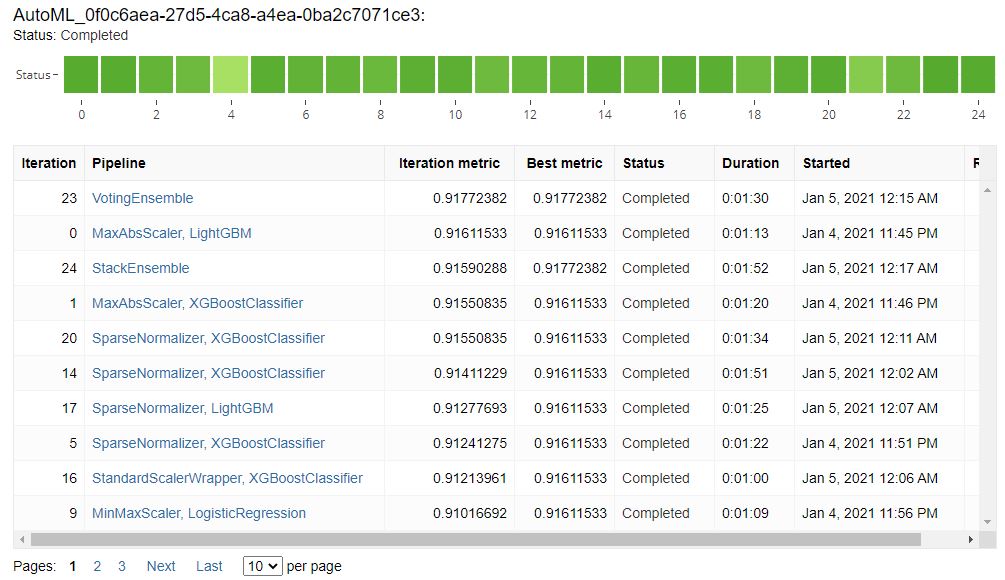 AutoML_0f0c6aea-27d5-4ca8-a4ea-0ba2c7071ce3:
Status: Completed
Status
0 2 4 6 8 10 12 14 16 18 20 22 24
Iteration Pipeline Iteration metric Best metric Status Duration Started
23 VotingEnsemble 0.91772382 0.91772382 Completed 0:01:30 Jan 5, 2021 12:15 AM
0 MaxAbsScaler, LightGBM 0.91611533 0.91611533 Completed 0:01:13 Jan 4, 2021 11:45 PM
24 StackEnsemble 0.91590288 0.91772382 Completed 0:01:52 Jan 5, 2021 12:17 AM
1 MaxAbsScaler, XGBoostClassifier 0.91550835 0.91611533 Completed 0:01:20 Jan 4, 2021 11:46 PM
20 SparseNormalizer, XGBoostClassifier 0.91550835 0.91611533 Completed 0:01:34 Jan 5, 2021 12:11 AM
14 SparseNormalizer, XGBoostClassifier 0.91411229 0.91611533 Completed 0:01:51 Jan 5, 2021 12:02 AM
17 SparseNormalizer, LightGBM 0.91277693 0.91611533 Completed 0:01:25 Jan 5, 2021 12:07 AM
5 SparseNormalizer, XGBoostClassifier 0.91241275 0.91611533 Completed 0:01:22 Jan 4, 2021 11:51 PM
16 StandardScalerWrapper, XGBoostClassifier 0.91213961 0.91611533 Completed 0:01:00 Jan 5, 2021 12:06 AM
9 MinMaxScaler, LogisticRegression 0.91016692 0.91611533 Completed 0:01:09 Jan 4, 2021 11:56 PM
Pages: 1 2 3 Next Last 10 per page